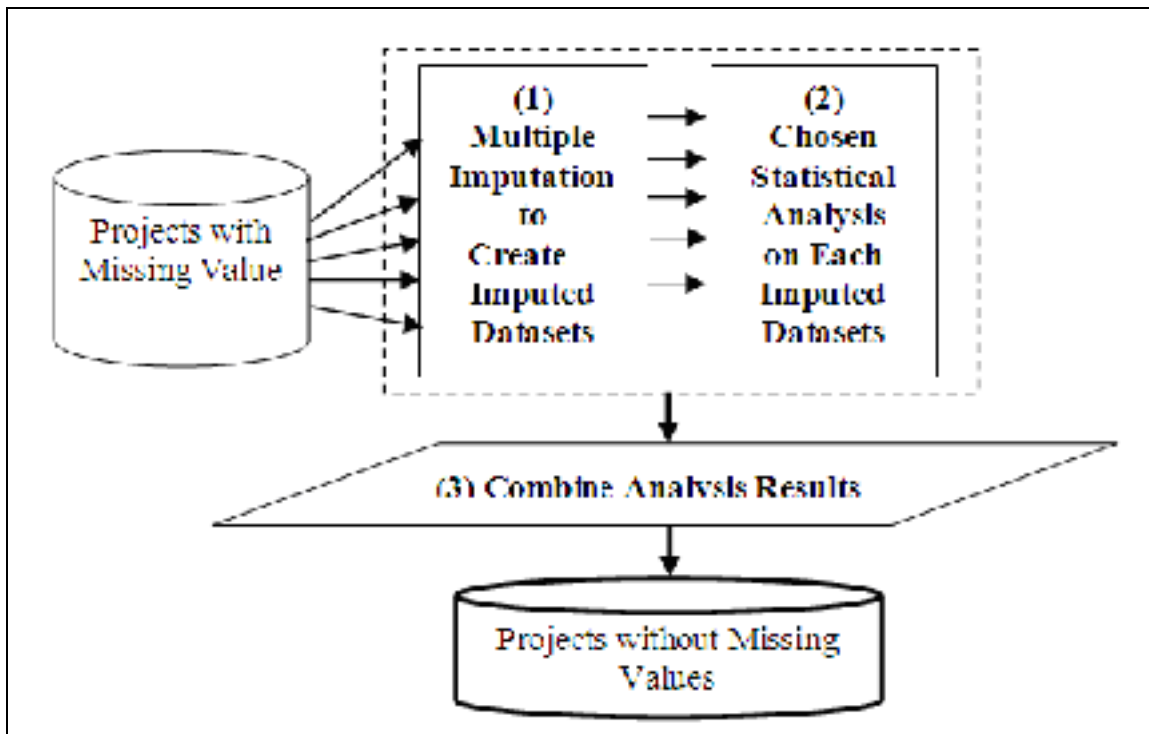 Projects with
Missing Value
(1)
Multiple
Imputation
to
Create
Imputed
Datasets
(2)
Chosen
Statistical
Analysis
on Each
Imputed
Datasets
(3) Combine Analysis Results
Projects without Missing
Values